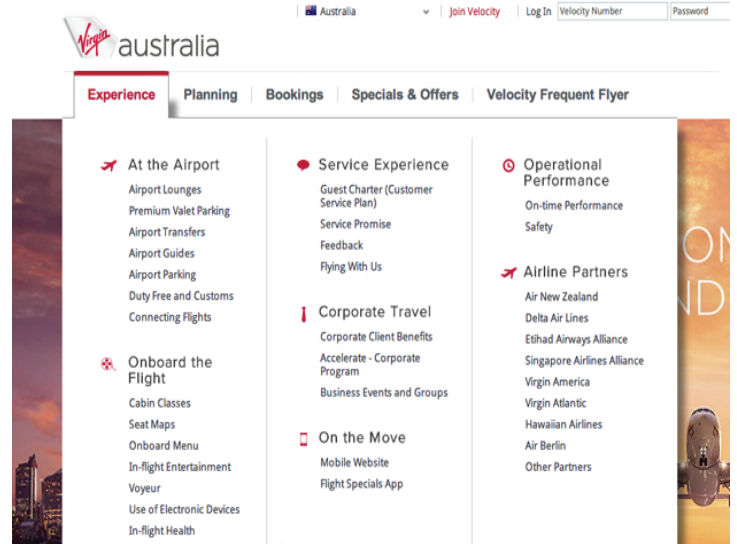 Australia
Join Velocity
Log In
Velocity Number
Password
Virgin australia
Experience
Planning
Bookings
Specials & Offers
Velocity Frequent Flyer
At the Airport
Airport Lounges
Premium Valet Parking
Airport Transfers
Airport Guides
Airport Parking
Duty Free and Customs
Connecting Flights
Onboard the
Flight
Cabin Classes
Seat Maps
Onboard Menu
In-flight Entertainment
Voyeur
Use of Electronic Devices
In-flight Health
Service Experience
Guest Charter (Customer
Service Plan)
Service Promise
Feedback
Flying With Us
Corporate Travel
Corporate Client Benefits
Accelerate - Corporate
Program
Business Events and Groups
On the Move
Mobile Website
Flight Specials App
Operational
Performance
On-time Performance
Safety
Airline Partners
Air New Zealand
Delta Air Lines
Etihad Airways Alliance
Singapore Airlines Alliance
Virgin America
Virgin Atlantic
Hawaiian Airlines
Air Berlin
Other Partners